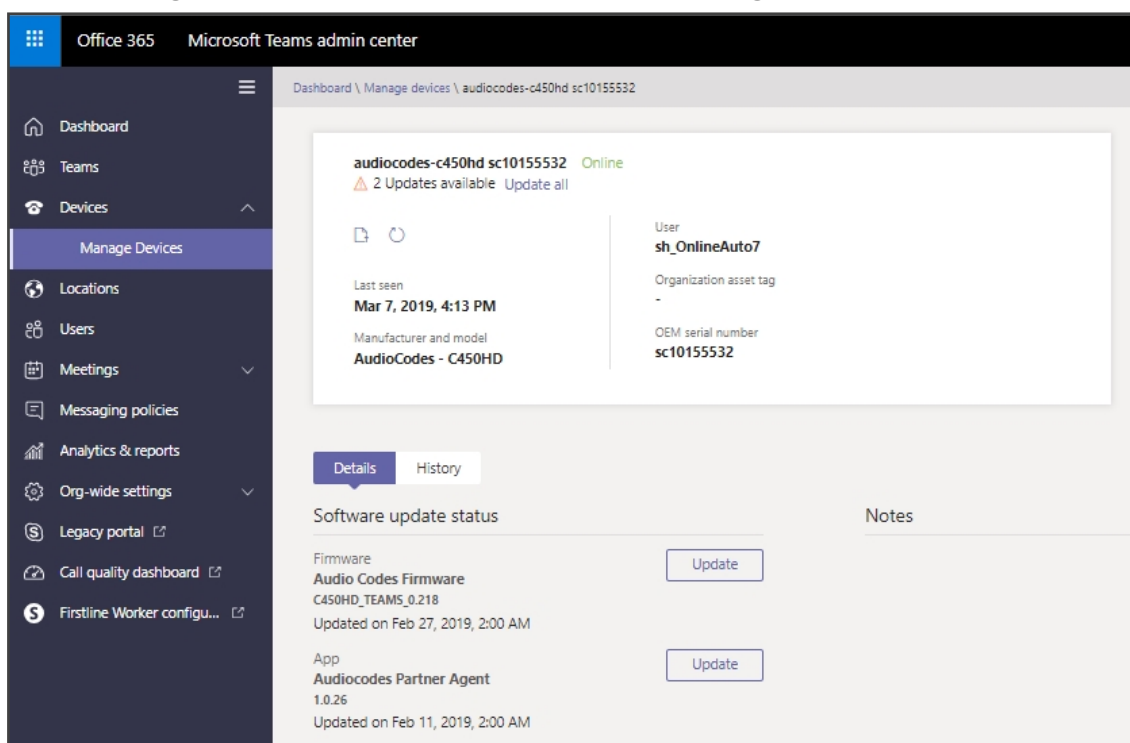 Office 365 Microsoft Teams admin center
Dashboard \ Manage devices \ audiocodes-c450hd sc10155532
Dashboard
Teams
Devices
Manage Devices
Locations
Users
Meetings
Messaging policies
Analytics & reports
Org-wide settings
Legacy portal
Call quality dashboard
Firstline Worker configu...
audiocodes-c450hd sc10155532 Online
2 Updates available Update all
Last seen
Mar 7, 2019, 4:13 PM
Manufacturer and model
AudioCodes - C450HD
User
sh_OnlineAuto7
Organization asset tag
-
OEM serial number
sc10155532
Details History
Software update status
Firmware
Audio Codes Firmware
C450HD_TEAMS_0.218
Updated on Feb 27, 2019, 2:00 AM
Update
App
Audiocodes Partner Agent
1.0.26
Updated on Feb 11, 2019, 2:00 AM
Update
Notes